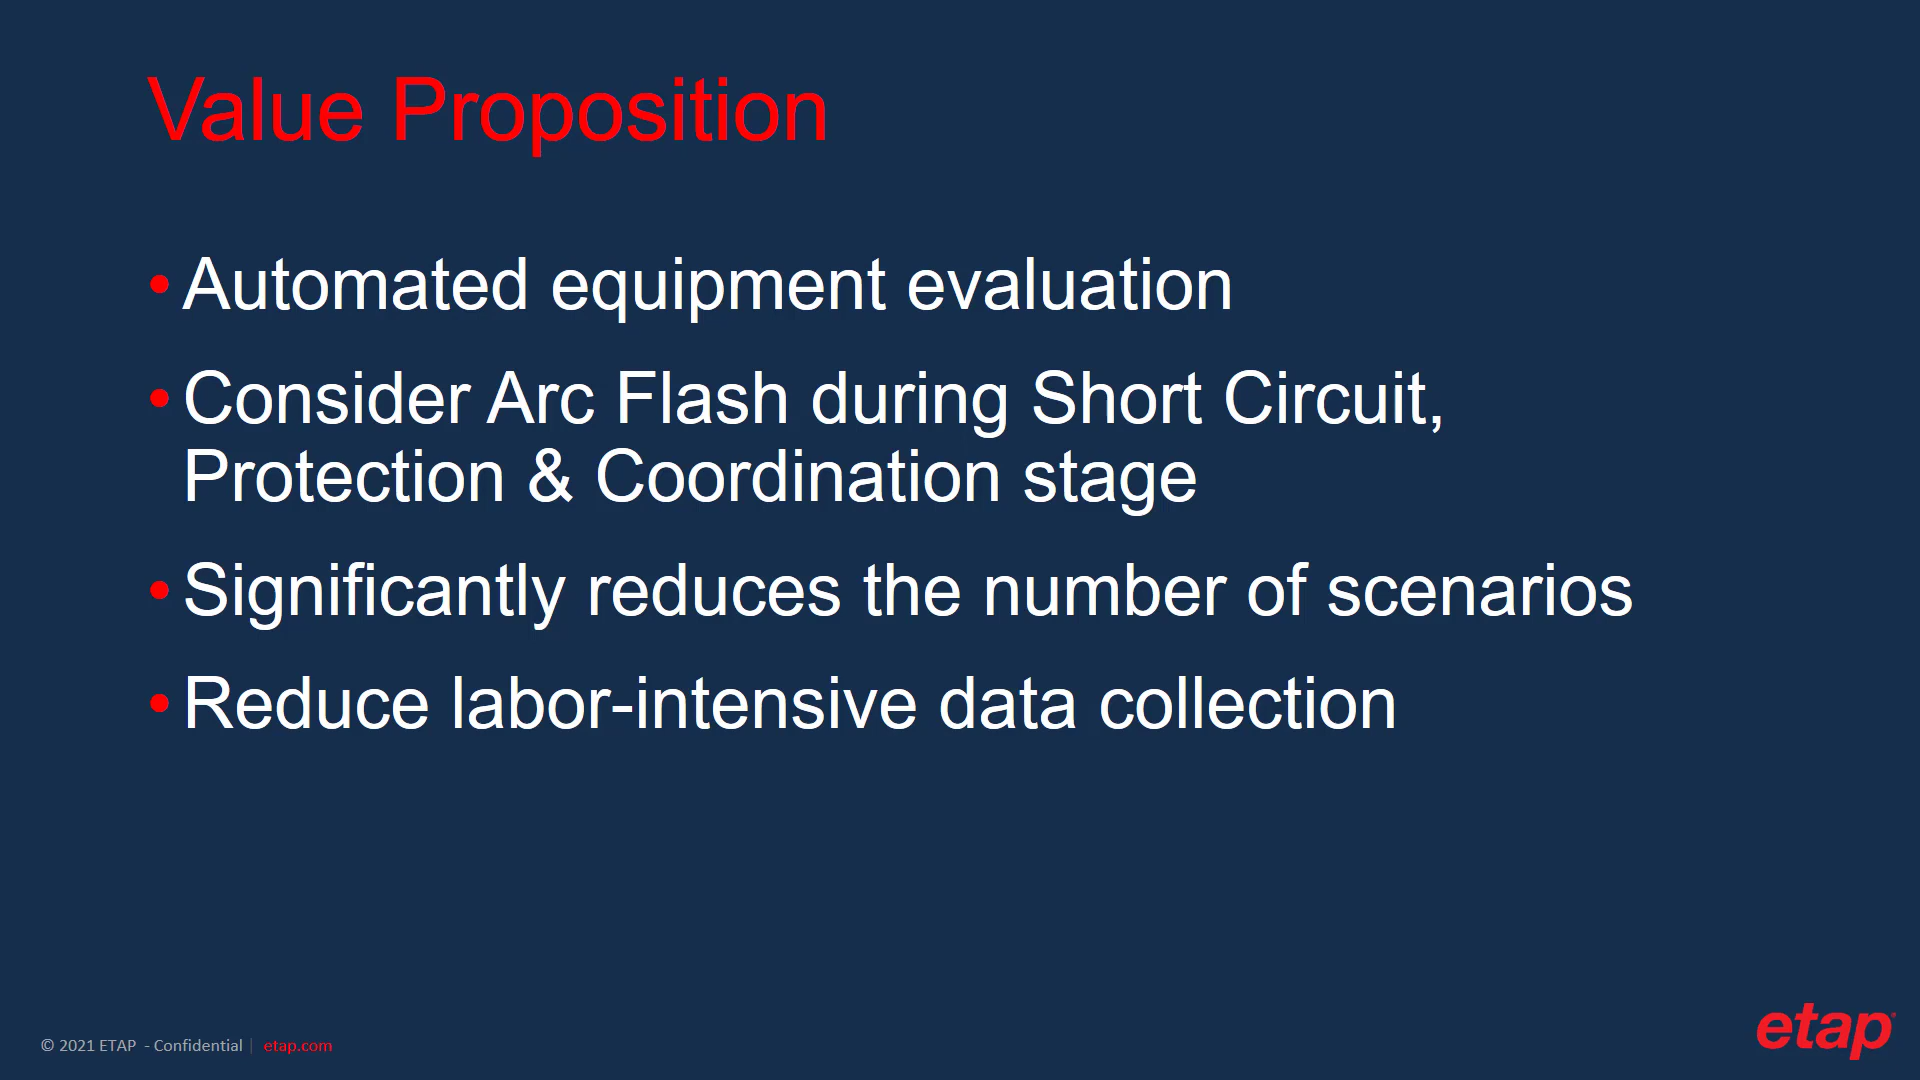 Value Proposition
• Automated equipment evaluation
• Consider Arc Flash during Short Circuit,
Protection & Coordination stage
• Significantly reduces the number of scenarios
• Reduce labor-intensive data collection
© 2021 ETAP - Confidential | etap.com
etap®